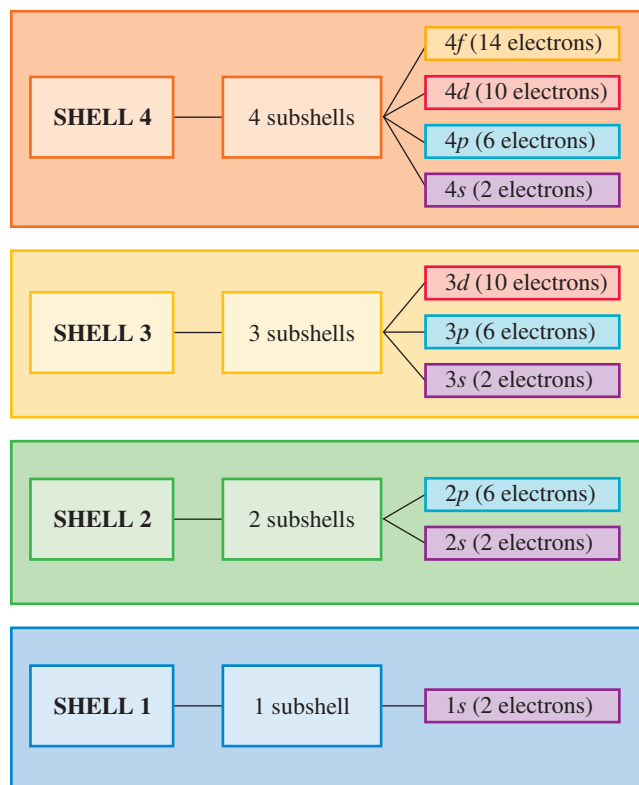 4f (14 electrons)
SHELL 4
4 subshells
4d (10 electrons)
4p (6 electrons)
4s (2 electrons)
3d (10 electrons)
SHELL 3
3 subshells
3p (6 electrons)
3s (2 electrons)
SHELL 2
2 subshells
2p (6 electrons)
2s (2 electrons)
SHELL 1
1 subshell
1s (2 electrons)